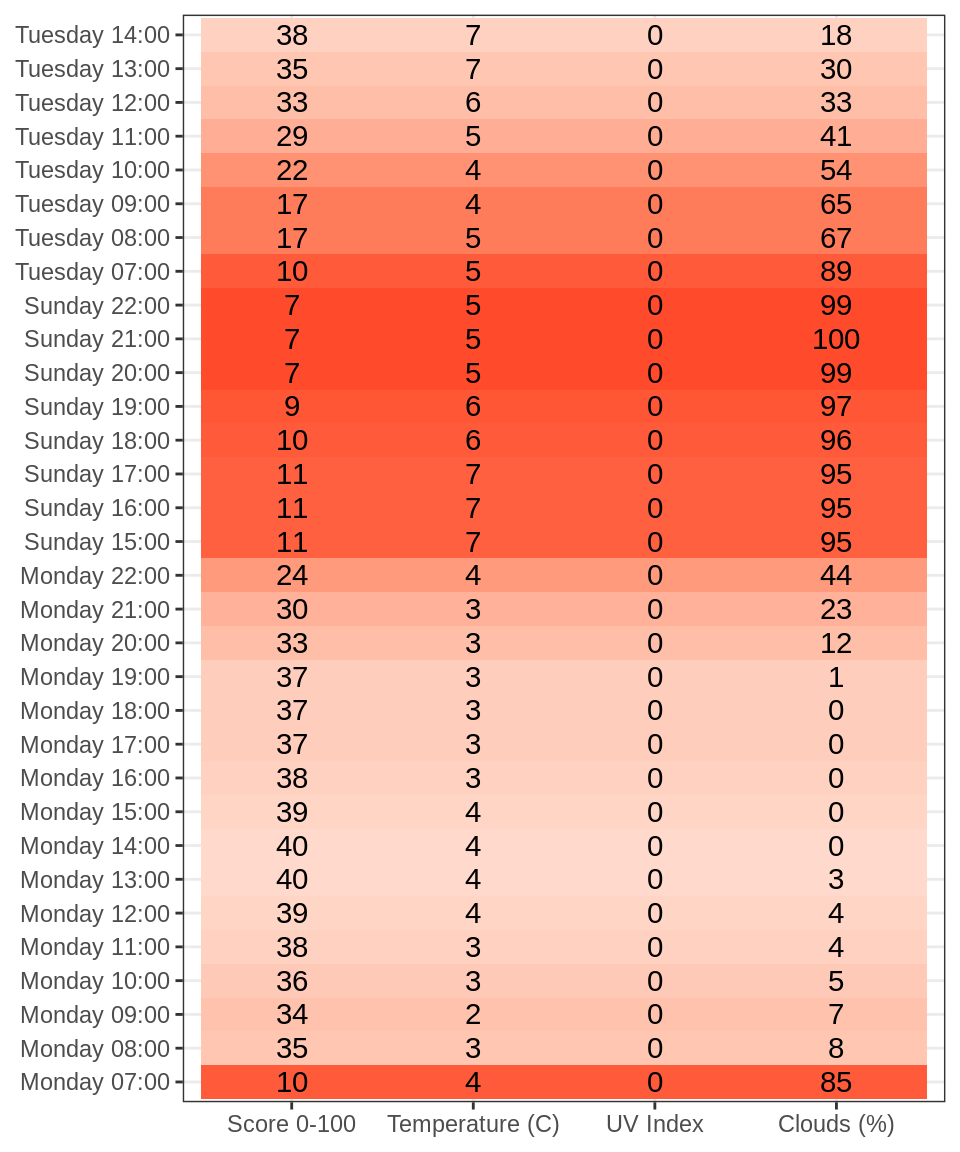 Tuesday 14:00 38 7 0 18
Tuesday 13:00 35 7 0 30
Tuesday 12:00 33 6 0 33
Tuesday 11:00 29 5 0 41
Tuesday 10:00 22 4 0 54
Tuesday 09:00 17 4 0 65
Tuesday 08:00 17 5 0 67
Tuesday 07:00 10 5 0 89
Sunday 22:00 7 5 0 99
Sunday 21:00 7 5 0 100
Sunday 20:00 7 5 0 99
Sunday 19:00 9 6 0 97
Sunday 18:00 10 6 0 96
Sunday 17:00 11 7 0 95
Sunday 16:00 11 7 0 95
Sunday 15:00 11 7 0 95
Monday 22:00 24 4 0 44
Monday 21:00 30 3 0 23
Monday 20:00 33 3 0 12
Monday 19:00 37 3 0 1
Monday 18:00 37 3 0 0
Monday 17:00 37 3 0 0
Monday 16:00 38 3 0 0
Monday 15:00 39 4 0 0
Monday 14:00 40 4 0 0
Monday 13:00 40 4 0 3
Monday 12:00 39 4 0 4
Monday 11:00 38 3 0 4
Monday 10:00 36 3 0 5
Monday 09:00 34 2 0 7
Monday 08:00 35 3 0 8
Monday 07:00 10 4 0 85
Score 0-100 Temperature (C) UV Index Clouds (%)